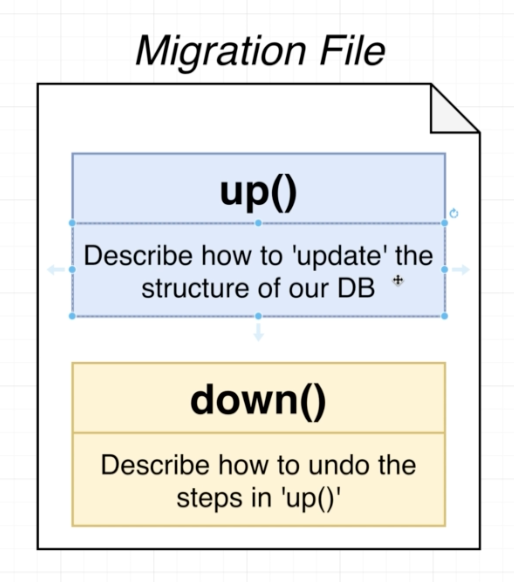 Migration File
up()
Describe how to 'update' the
structure of our DB
down()
Describe how to undo the
steps in 'up()'